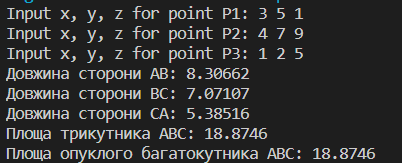 Input x, y, z for point P1: 3 5 1
Input x, y, z for point P2: 4 7 9
Input x, y, z for point P3: 1 2 5
Довжина сторони AB: 8.30662
Довжина сторони BC: 7.07107
Довжина сторони CA: 5.38516
Площа трикутника ABC: 18.8746
Площа опуклого багатокутника ABC: 18.8746